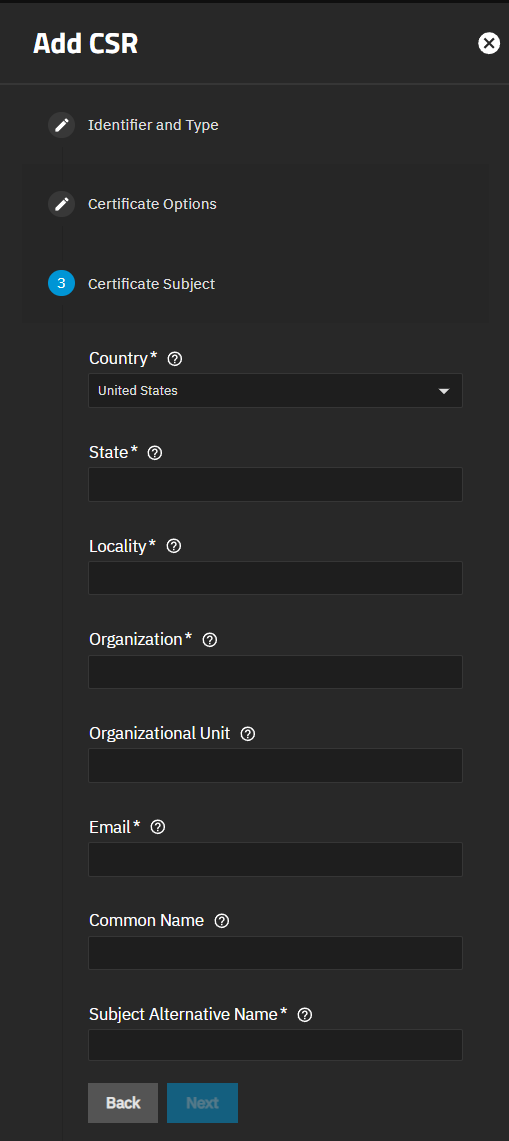 Add CSR
Identifier and Type
Certificate Options
3 Certificate Subject
Country*
United States
State*
Locality*
Organization*
Organizational Unit
Email*
Common Name
Subject Alternative Name*
Back Next